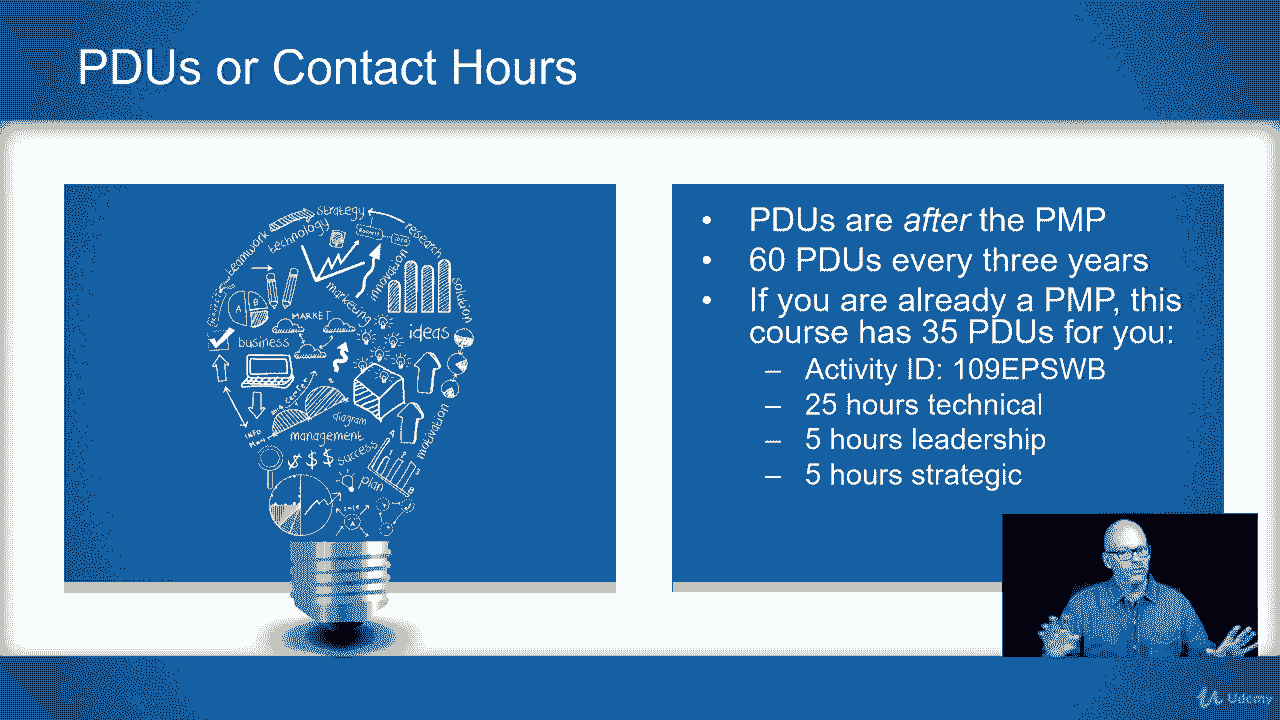 PDUs or Contact Hours
• PDUs are after the PMP
• 60 PDUs every three years
• If you are already a PMP, this
course has 35 PDUs for you:
– Activity ID: 109EPSWB
– 25 hours technical
– 5 hours leadership
– 5 hours strategic
strategy
teamwork
technology
research
innovation
solution
marketing
MARKET
business
ideas
diagram
management
motivation
success
$ $ $
plan
A
B
Udemy